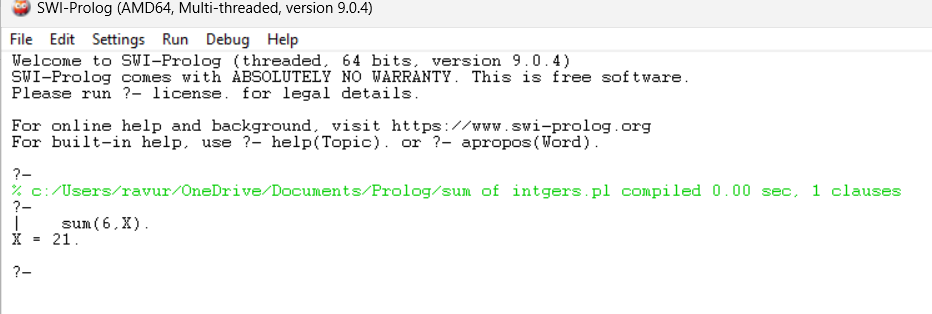 SWI-Prolog (AMD64, Multi-threaded, version 9.0.4)
File Edit Settings Run Debug Help
Welcome to SWI-Prolog (threaded, 64 bits, version 9.0.4)
SWI-Prolog comes with ABSOLUTELY NO WARRANTY. This is free software.
Please run ?- license. for legal details.
For online help and background, visit https://www.swi-prolog.org
For built-in help, use ?- help(Topic). or ?- apropos(Word).
?-
% c:/Users/ravur/OneDrive/Documents/Prolog/sum of intgers.pl compiled 0.00 sec, 1 clauses
?-
| sum(6,X).
X = 21.
?-